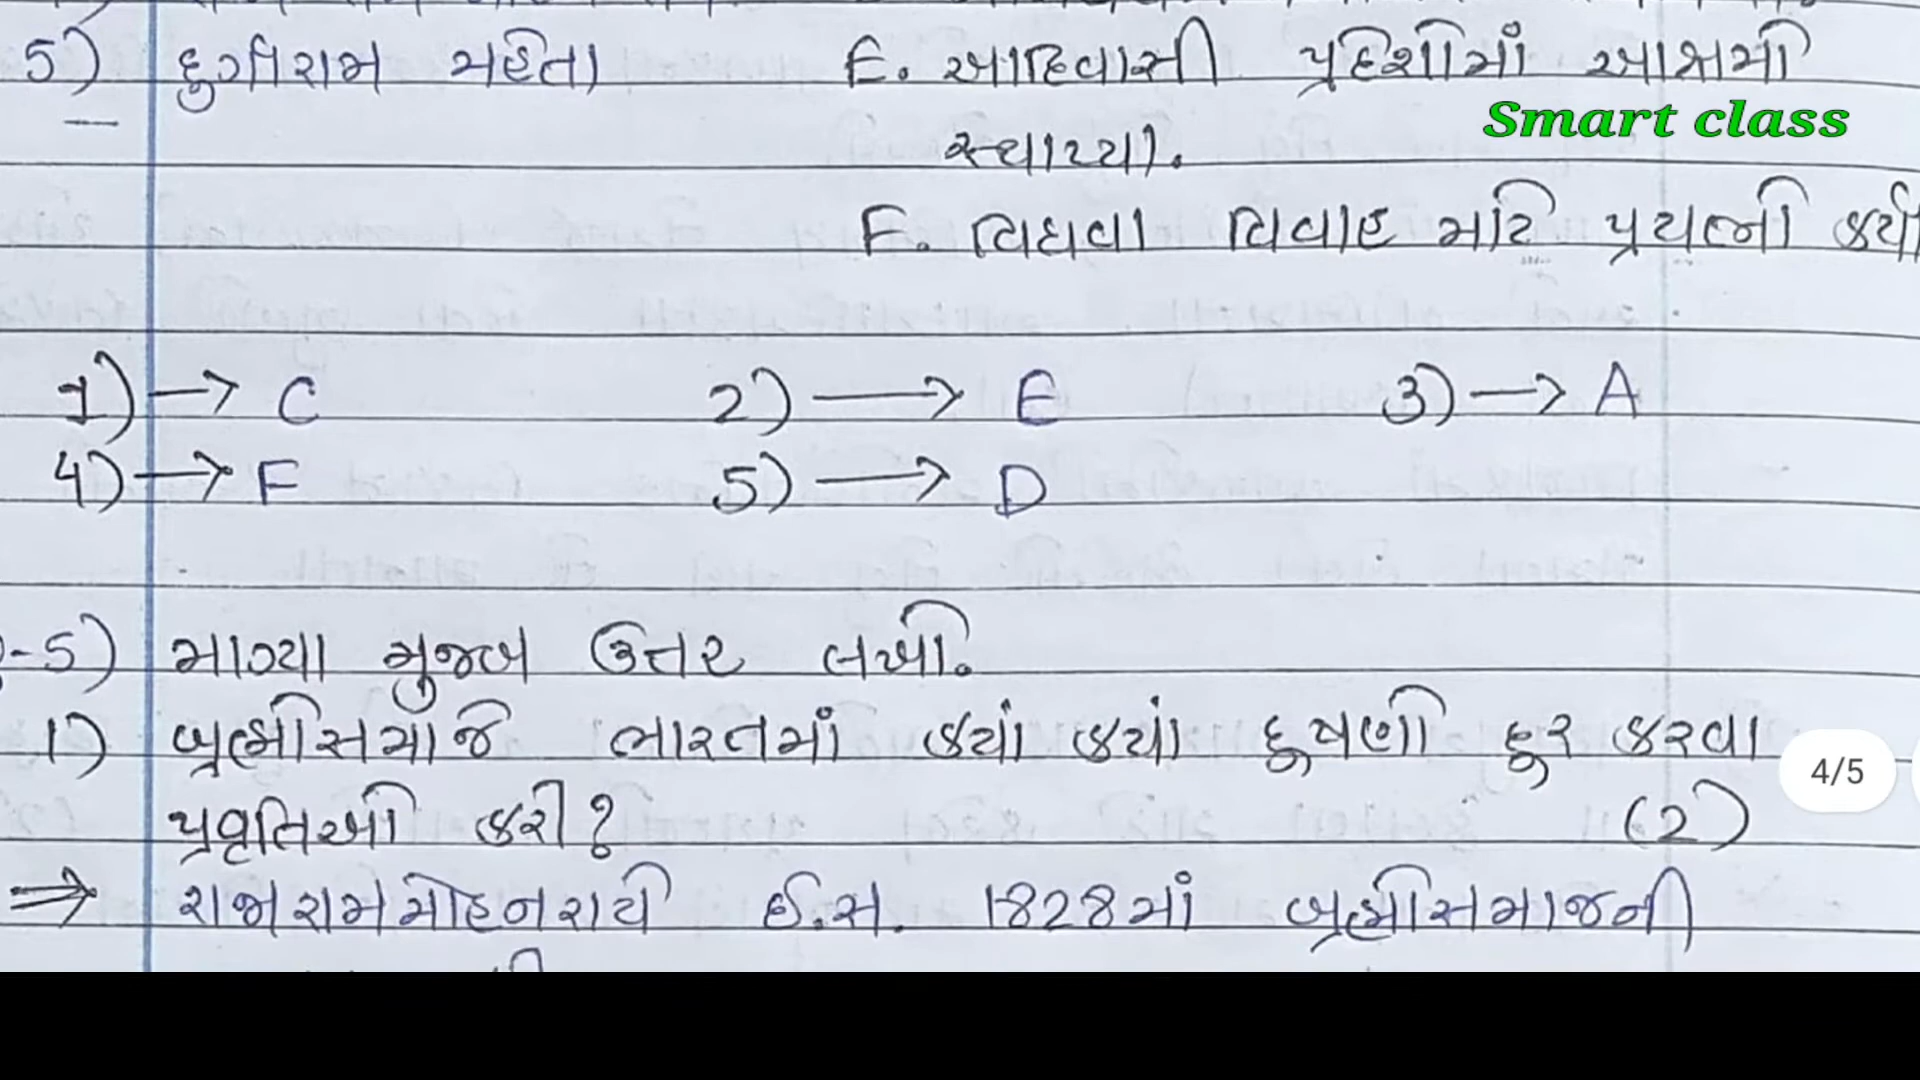 5) દુર્ગારામ મહેતા E. આદિવાસી પ્રદેશોમાં આશ્રમો
Smart class
સ્થાપ્યા.
F. વિધવા વિવાહ માટે પ્રયત્નો કર્યા
1) → C 2) → E 3) → A
4) → F 5) → D
-5) માગ્યા મુજબ ઉત્તર લખો.
1) બ્રહ્મોસમાજે ભારતમાં કયાં કયાં દૂષણો દૂર કરવા
4/5
પ્રવૃતિઓ કરી? (2)
⇒ રાજારામમોહનરાયે ઈ.સ. 1828માં બ્રહ્મોસમાજની